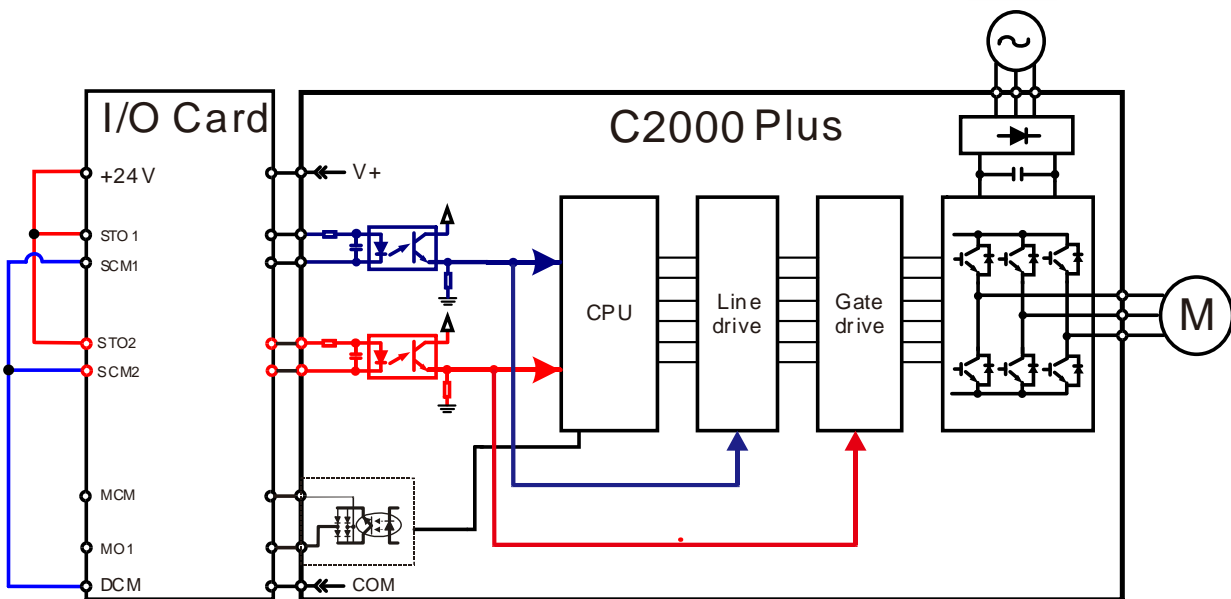 I/O Card
C2000 Plus
+24V
V+
STO1
SCM1
CPU
Line
drive
Gate
drive
M
STO2
SCM2
MCM
MO1
DCM
COM